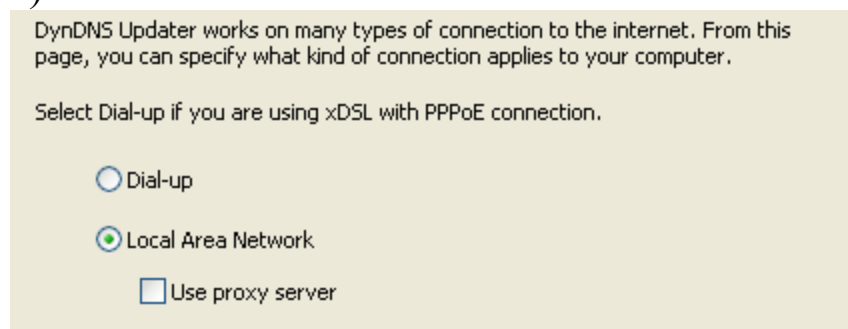 DynDNS Updater works on many types of connection to the internet. From this
page, you can specify what kind of connection applies to your computer.
Select Dial-up if you are using xDSL with PPPoE connection.
Dial-up
Local Area Network
Use proxy server